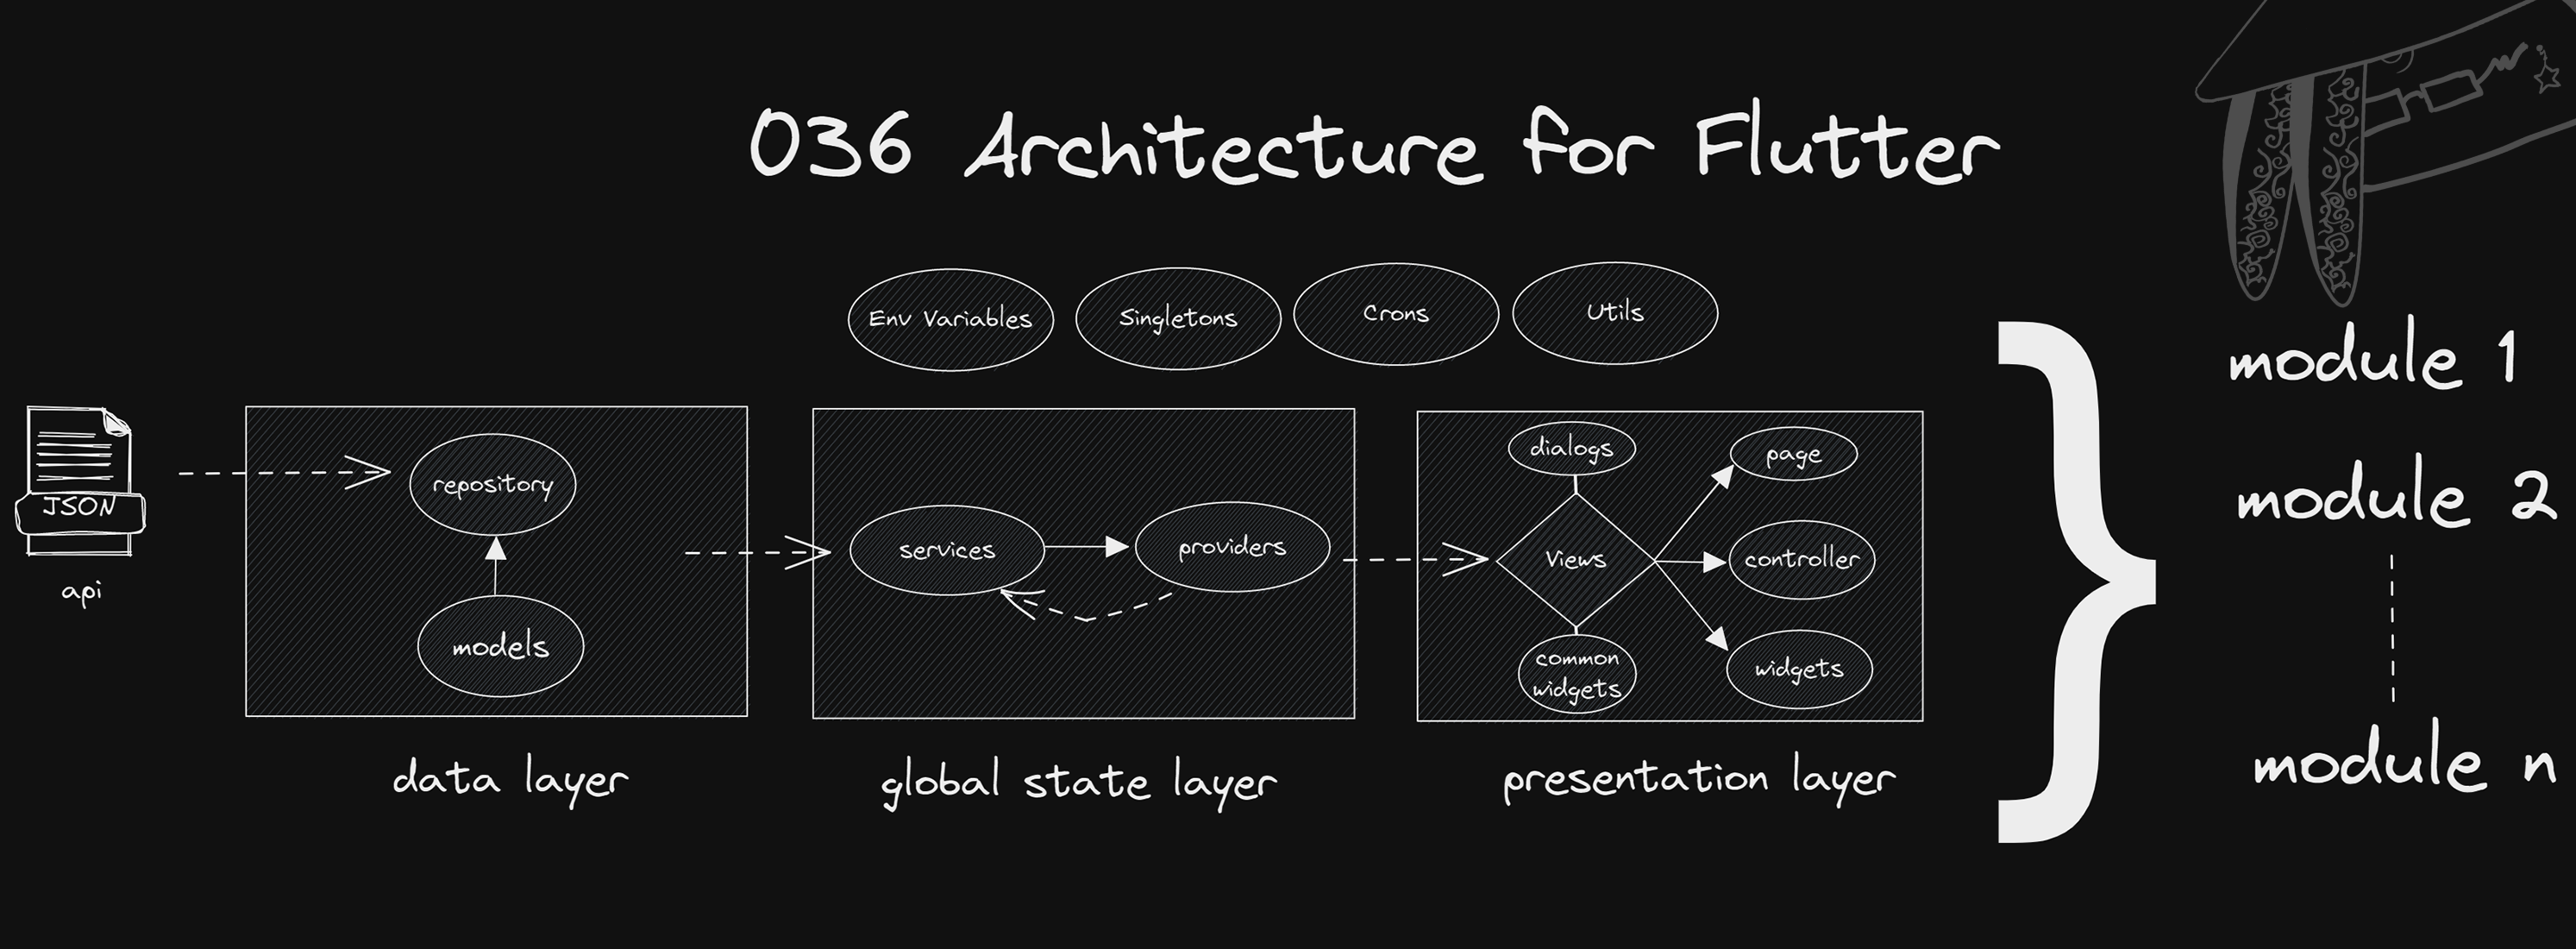 036 Architecture for Flutter
Env Variables
Singletons
Crons
Utils
JSON
api
repository
models
data layer
services
providers
global state layer
dialogs
Views
common
widgets
page
controller
widgets
presentation layer
module 1
module 2
module n